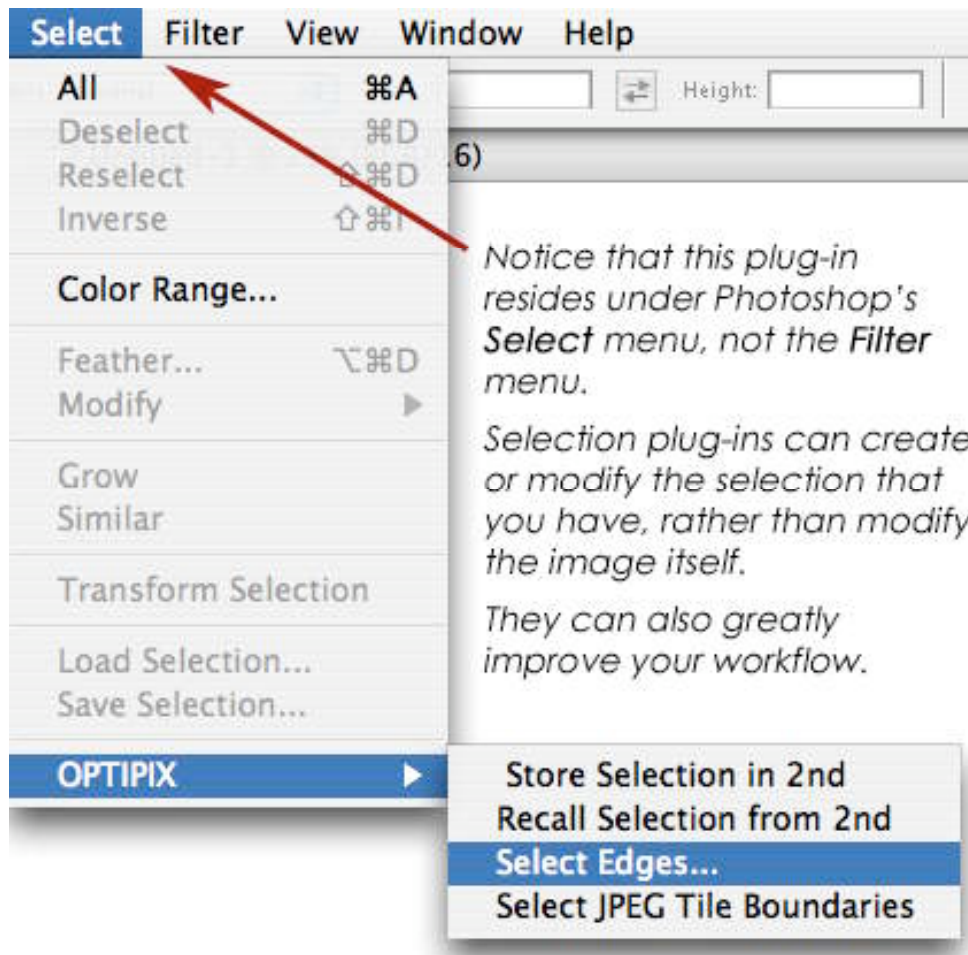 Select Filter View Window Help
All ⌘A
Height:
Deselect ⌘D
6)
Reselect ⇧⌘D
Inverse ⇧⌘I
Color Range...
Feather... ⌥⌘D
Modify
Grow
Similar
Transform Selection
Load Selection...
Save Selection...
OPTIPIX
Notice that this plug-in
resides under Photoshop's
Select menu, not the Filter
menu.
Selection plug-ins can create
or modify the selection that
you have, rather than modify
the image itself.
They can also greatly
improve your workflow.
Store Selection in 2nd
Recall Selection from 2nd
Select Edges...
Select JPEG Tile Boundaries